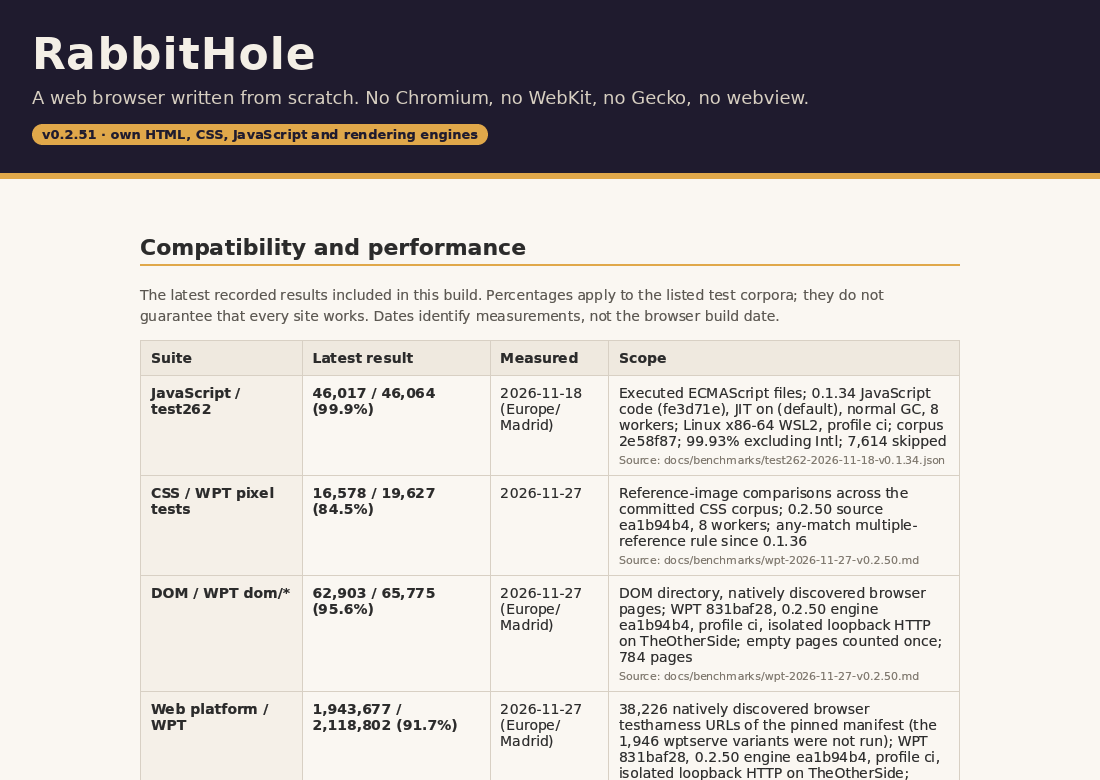 RabbitHole
A web browser written from scratch. No Chromium, no WebKit, no Gecko, no webview.
v0.2.51 · own HTML, CSS, JavaScript and rendering engines
Compatibility and performance
The latest recorded results included in this build. Percentages apply to the listed test corpora; they do not
guarantee that every site works. Dates identify measurements, not the browser build date.
Suite
Latest result
Measured
Scope
JavaScript /
test262
46,017 / 46,064
(99.9%)
2026-11-18
(Europe/
Madrid)
Executed ECMAScript files; 0.1.34 JavaScript
code (fe3d71e), JIT on (default), normal GC, 8
workers; Linux x86-64 WSL2, profile ci; corpus
2e58f87; 99.93% excluding Intl; 7,614 skipped
Source: docs/benchmarks/test262-2026-11-18-v0.1.34.json
CSS / WPT pixel
tests
16,578 / 19,627
(84.5%)
2026-11-27
Reference-image comparisons across the
committed CSS corpus; 0.2.50 source
ea1b94b4, 8 workers; any-match multiple-
reference rule since 0.1.36
Source: docs/benchmarks/wpt-2026-11-27-v0.2.50.md
DOM / WPT dom/*
62,903 / 65,775
(95.6%)
2026-11-27
(Europe/
Madrid)
DOM directory, natively discovered browser
pages; WPT 831baf28, 0.2.50 engine
ea1b94b4, profile ci, isolated loopback HTTP
on TheOtherSide; empty pages counted once;
784 pages
Source: docs/benchmarks/wpt-2026-11-27-v0.2.50.md
Web platform /
WPT
1,943,677 /
2,118,802 (91.7%)
2026-11-27
(Europe/
Madrid)
38,226 natively discovered browser
testharness URLs of the pinned manifest (the
1,946 wptserve variants were not run); WPT
831baf28, 0.2.50 engine ea1b94b4, profile ci,
isolated loopback HTTP on TheOtherSide;